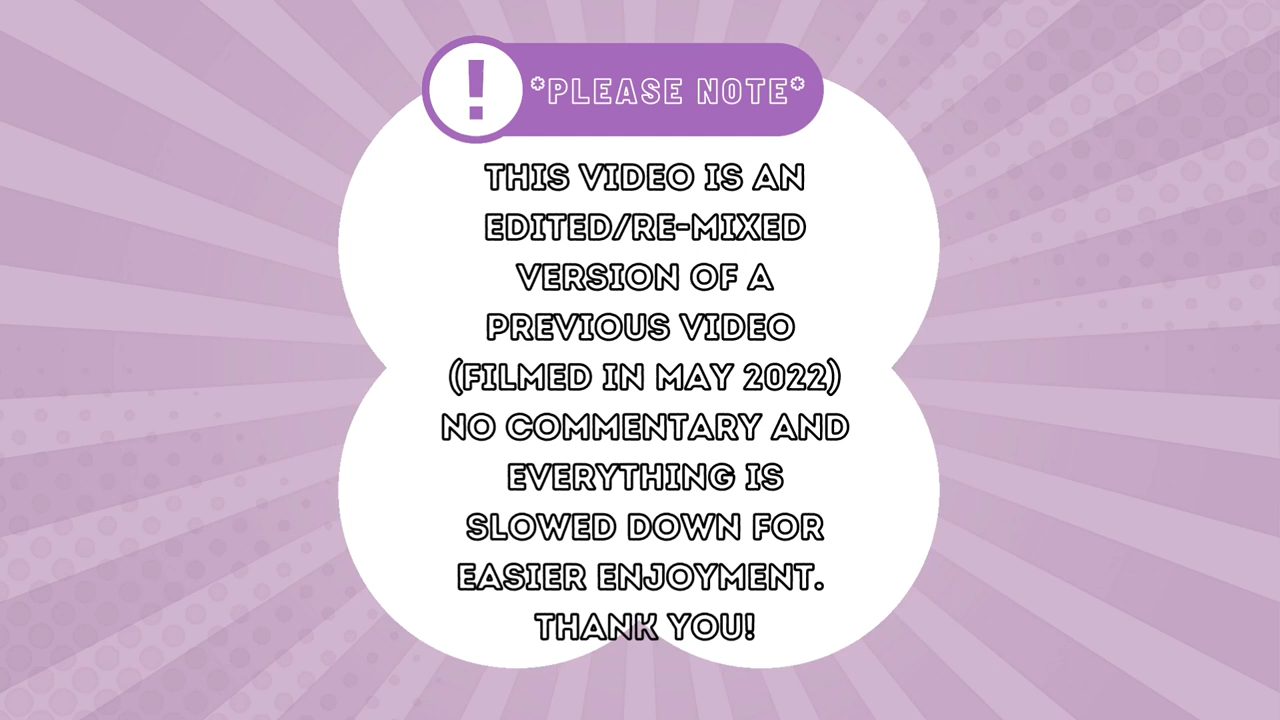 ! *PLEASE NOTE*
THIS VIDEO IS AN
EDITED/RE-MIXED
VERSION OF A
PREVIOUS VIDEO
(FILMED IN MAY 2022)
NO COMMENTARY AND
EVERYTHING IS
SLOWED DOWN FOR
EASIER ENJOYMENT.
THANK YOU!